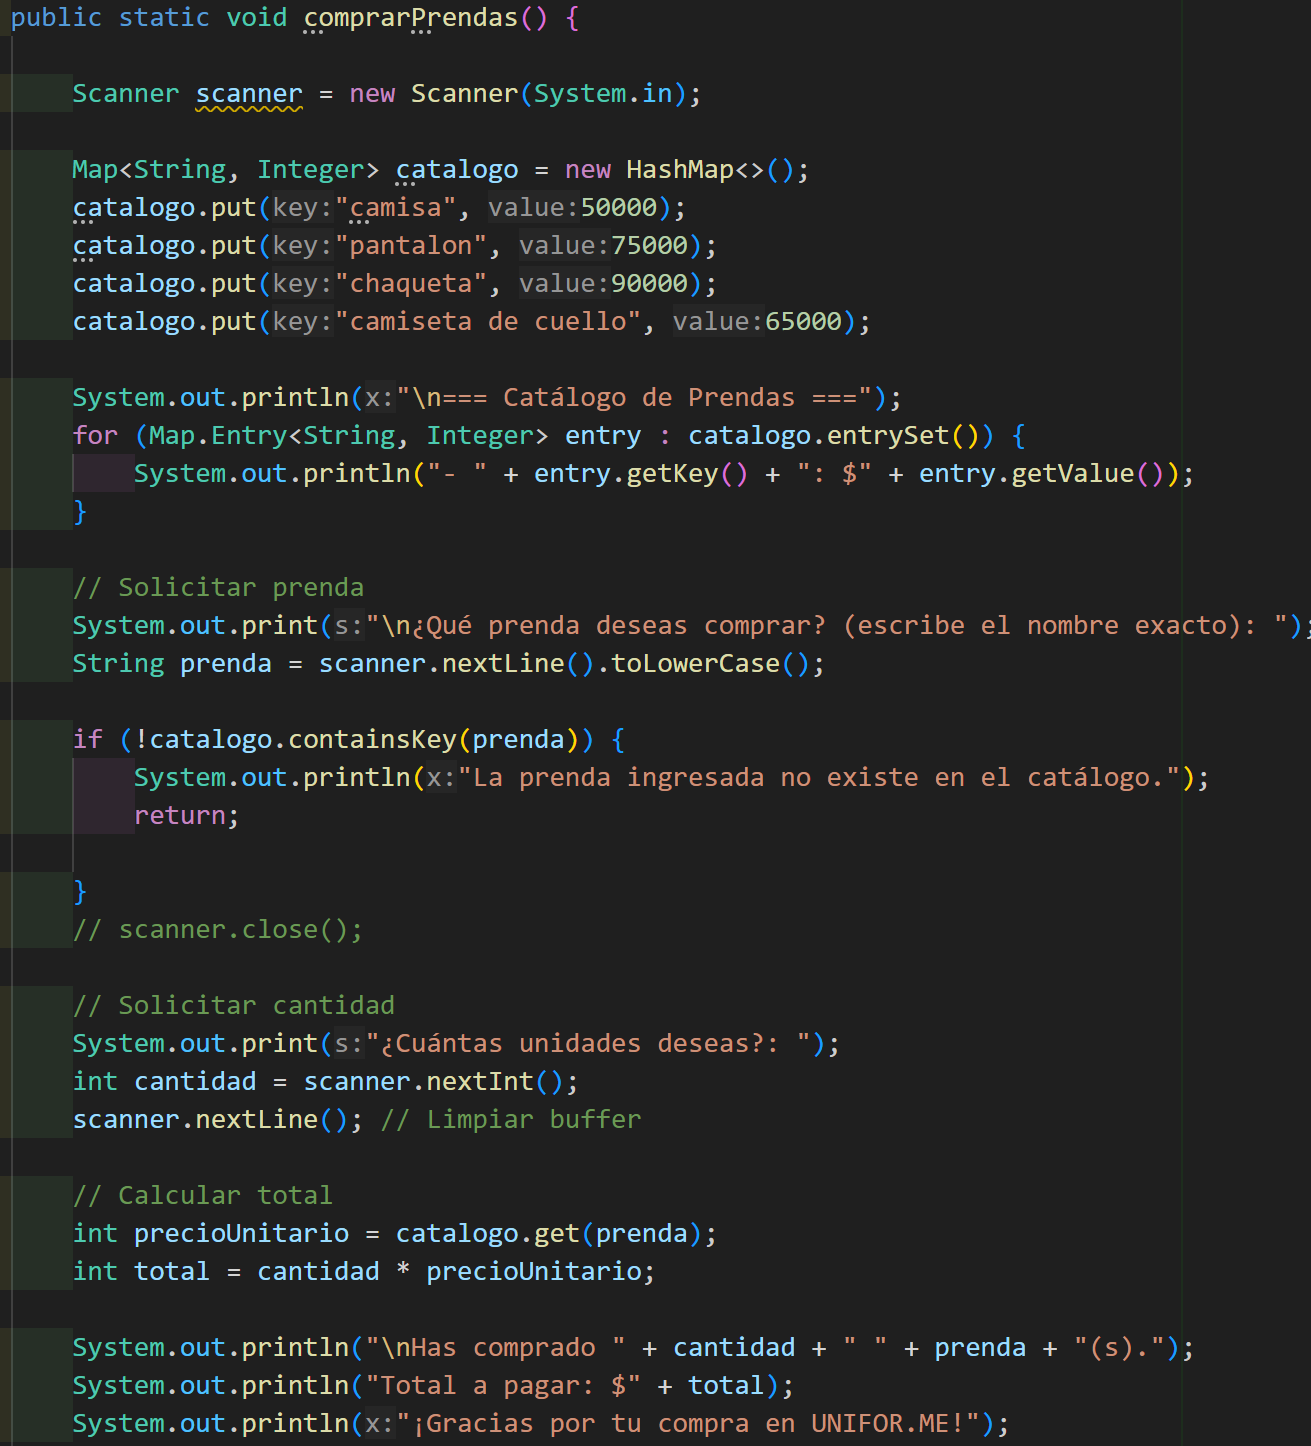 public static void comprarPrendas() {
Scanner scanner = new Scanner(System.in);
Map<String, Integer> catalogo = new HashMap<>();
catalogo.put(key:"camisa", value:50000);
catalogo.put(key:"pantalon", value:75000);
catalogo.put(key:"chaqueta", value:90000);
catalogo.put(key:"camiseta de cuello", value:65000);
System.out.println(x:"\n=== Catálogo de Prendas ===");
for (Map.Entry<String, Integer> entry : catalogo.entrySet()) {
System.out.println("- " + entry.getKey() + ": $" + entry.getValue());
}
// Solicitar prenda
System.out.print(s:"\n¿Qué prenda deseas comprar? (escribe el nombre exacto): ");
String prenda = scanner.nextLine().toLowerCase();
if (!catalogo.containsKey(prenda)) {
System.out.println(x:"La prenda ingresada no existe en el catálogo.");
return;
}
// scanner.close();
// Solicitar cantidad
System.out.print(s:"¿Cuántas unidades deseas?: ");
int cantidad = scanner.nextInt();
scanner.nextLine(); // Limpiar buffer
// Calcular total
int precioUnitario = catalogo.get(prenda);
int total = cantidad * precioUnitario;
System.out.println("\nHas comprado " + cantidad + " " + prenda + "(s).");
System.out.println("Total a pagar: $" + total);
System.out.println(x:"¡Gracias por tu compra en UNIFOR.ME!");